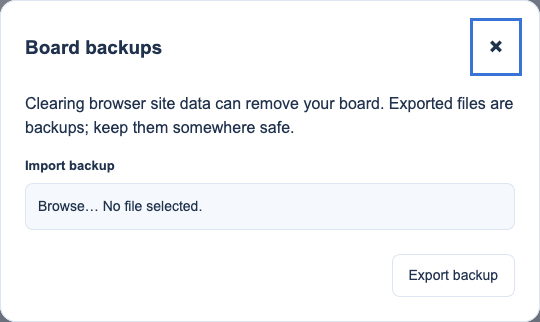 Board backups
×
Clearing browser site data can remove your board. Exported files are
backups; keep them somewhere safe.
Import backup
Browse… No file selected.
Export backup